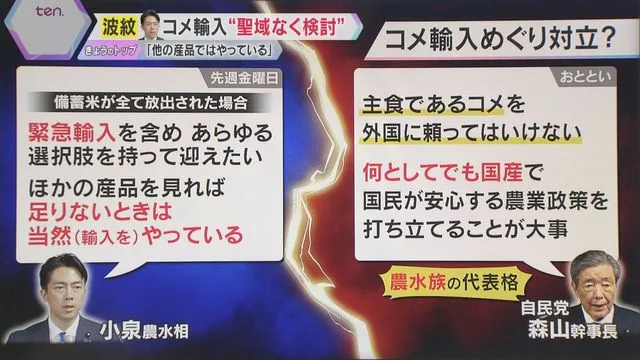 ten.
波紋
コメ輸入“聖域なく検討”
きょうのトップ
「他の産品ではやっている」
コメ輸入めぐり対立？
先週金曜日
備蓄米が全て放出された場合
緊急輸入を含め あらゆる
選択肢を持って迎えたい
ほかの産品を見れば
足りないときは
当然（輸入を）やっている
小泉農水相
おととい
主食であるコメを
外国に頼ってはいけない
何としてでも国産で
国民が安心する農業政策を
打ち立てることが大事
農水族の代表格
自民党
森山幹事長